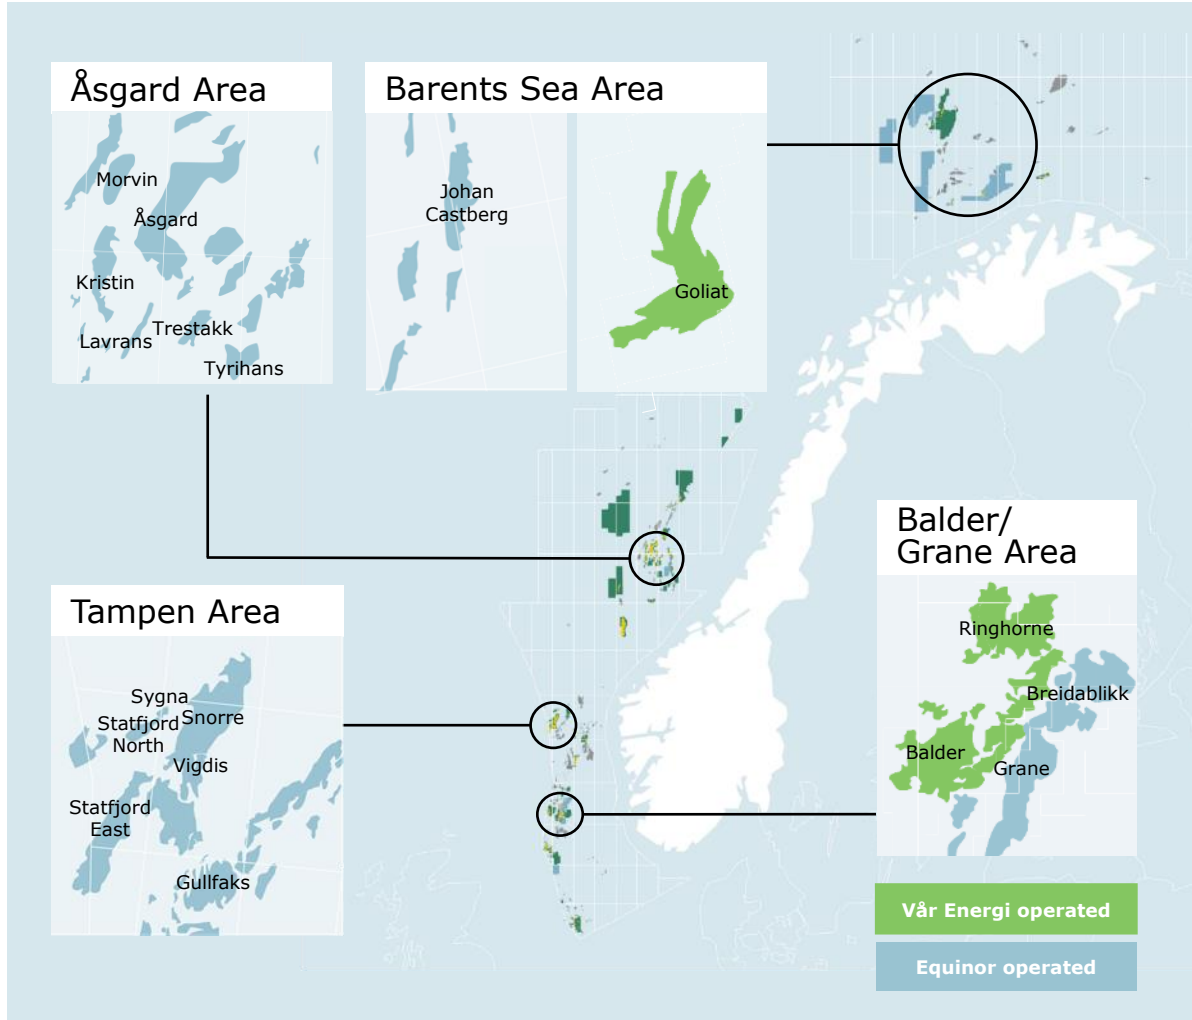 Åsgard Area
Morvin
Åsgard
Kristin
Trestakk
Lavrans
Tyrihans
Barents Sea Area
Johan
Castberg
Goliat
Tampen Area
Sygna
Statfjord
North
Snorre
Vigdis
Statfjord
East
Gullfaks
Balder/
Grane Area
Ringhorne
Breidablikk
Balder
Grane
Vår Energi operated
Equinor operated